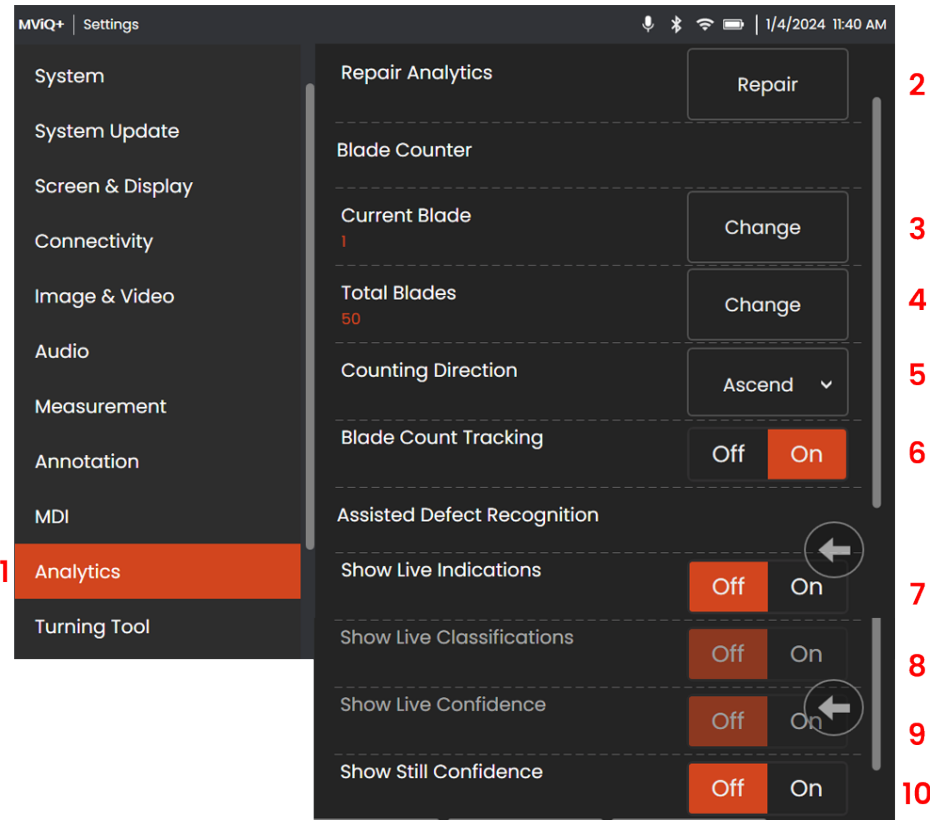 MViQ+ | Settings 1/4/2024 11:40 AM
System
System Update
Screen & Display
Connectivity
Image & Video
Audio
Measurement
Annotation
MDI
1 Analytics
Turning Tool
Repair Analytics Repair 2
Blade Counter
Current Blade Change 3
1
Total Blades Change 4
50
Counting Direction Ascend 5
Blade Count Tracking Off On 6
Assisted Defect Recognition
Show Live Indications Off On 7
Show Live Classifications Off On 8
Show Live Confidence Off On 9
Show Still Confidence Off On 10